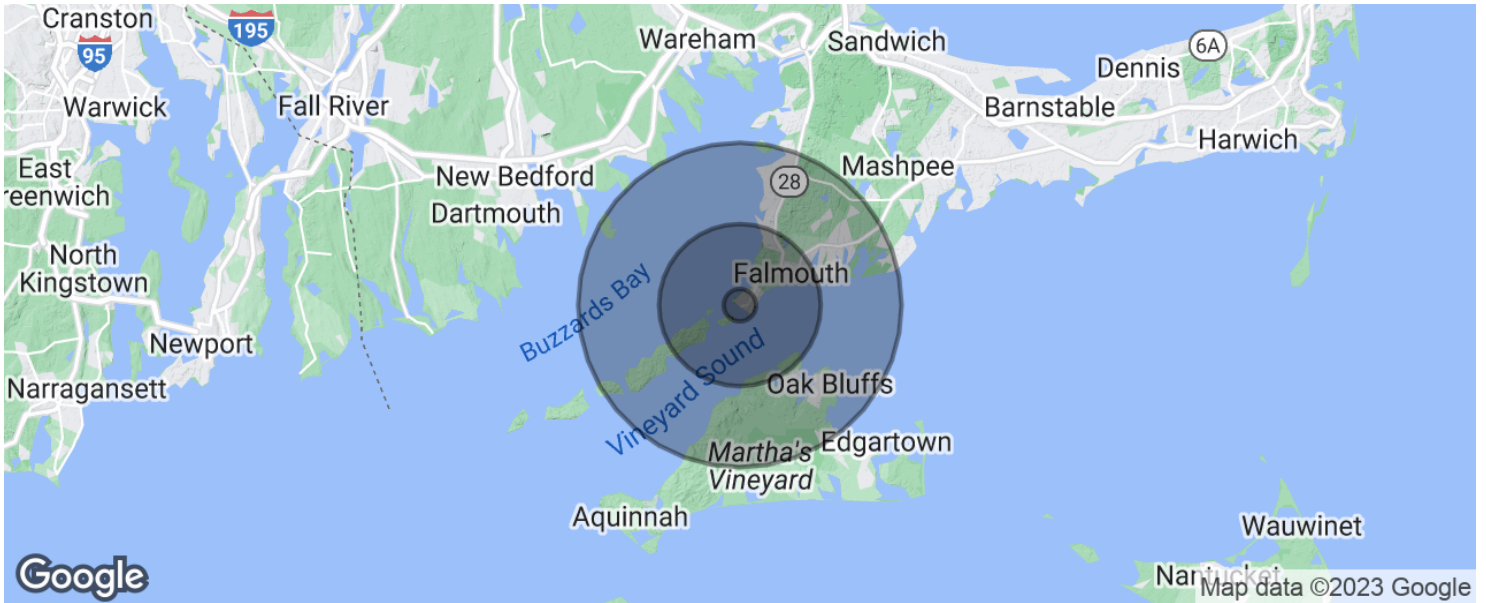 Cranston
195
95
Wareham
Sandwich
6A
Dennis
Warwick
Fall River
Barnstable
Harwich
East
reenwich
New Bedford
28
Mashpee
Dartmouth
North
Kingstown
Falmouth
Buzzards Bay
Newport
Narragansett
Vineyard Sound
Oak Bluffs
Martha's
Vineyard
Edgartown
Aquinnah
Wauwinet
Google
Nantucket
Map data ©2023 Google